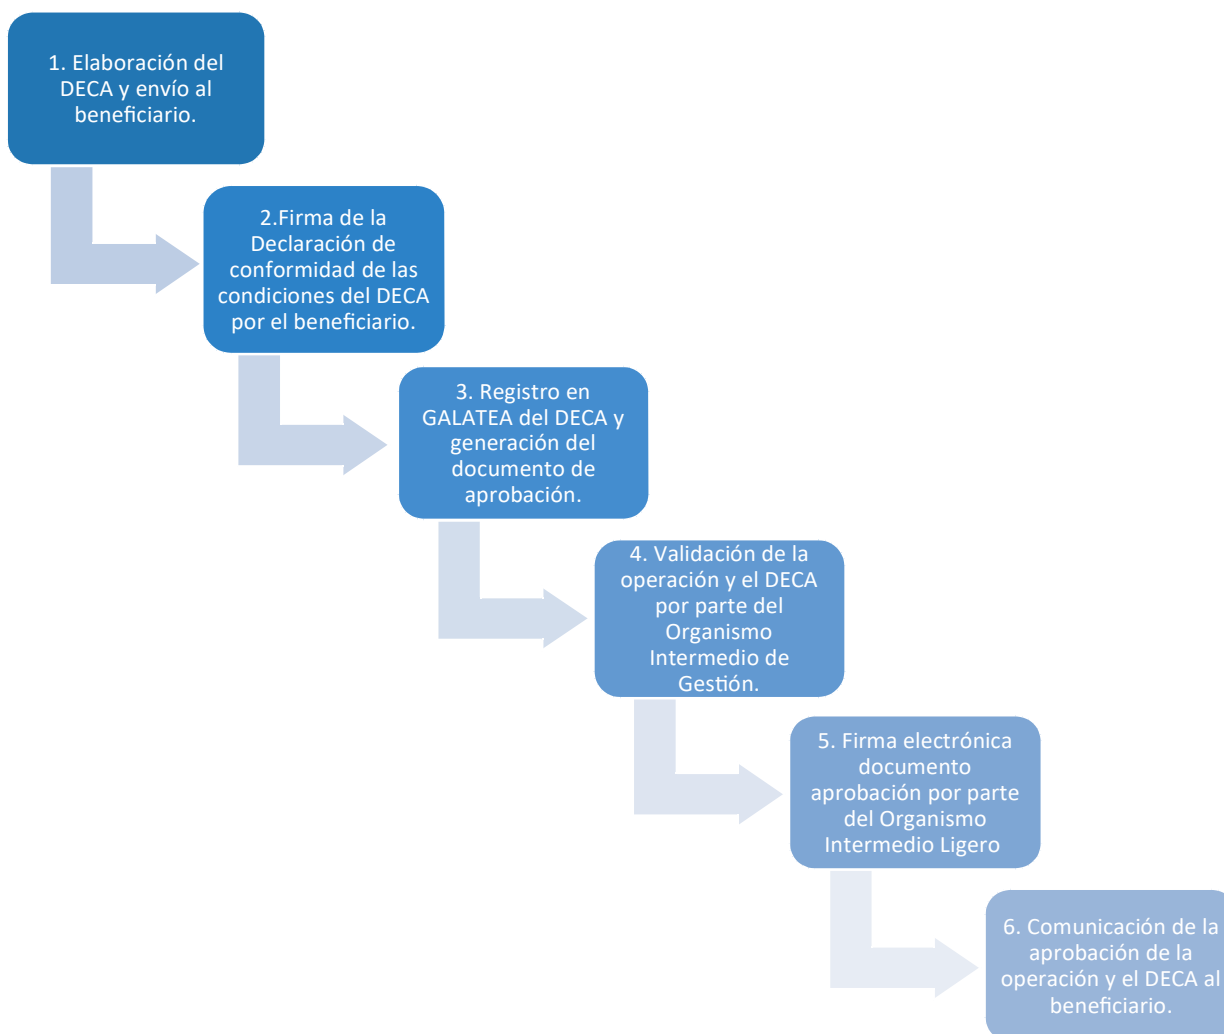 1. Elaboración del
DECA y envío al
beneficiario.
2.Firma de la
Declaración de
conformidad de las
condiciones del DECA
por el beneficiario.
3. Registro en
GALATEA del DECA y
generación del
documento de
aprobación.
4. Validación de la
operación y el DECA
por parte del
Organismo
Intermedio de
Gestión.
5. Firma electrónica
documento
aprobación por parte
del Organismo
Intermedio Ligero
6. Comunicación de la
aprobación de la
operación y el DECA al
beneficiario.